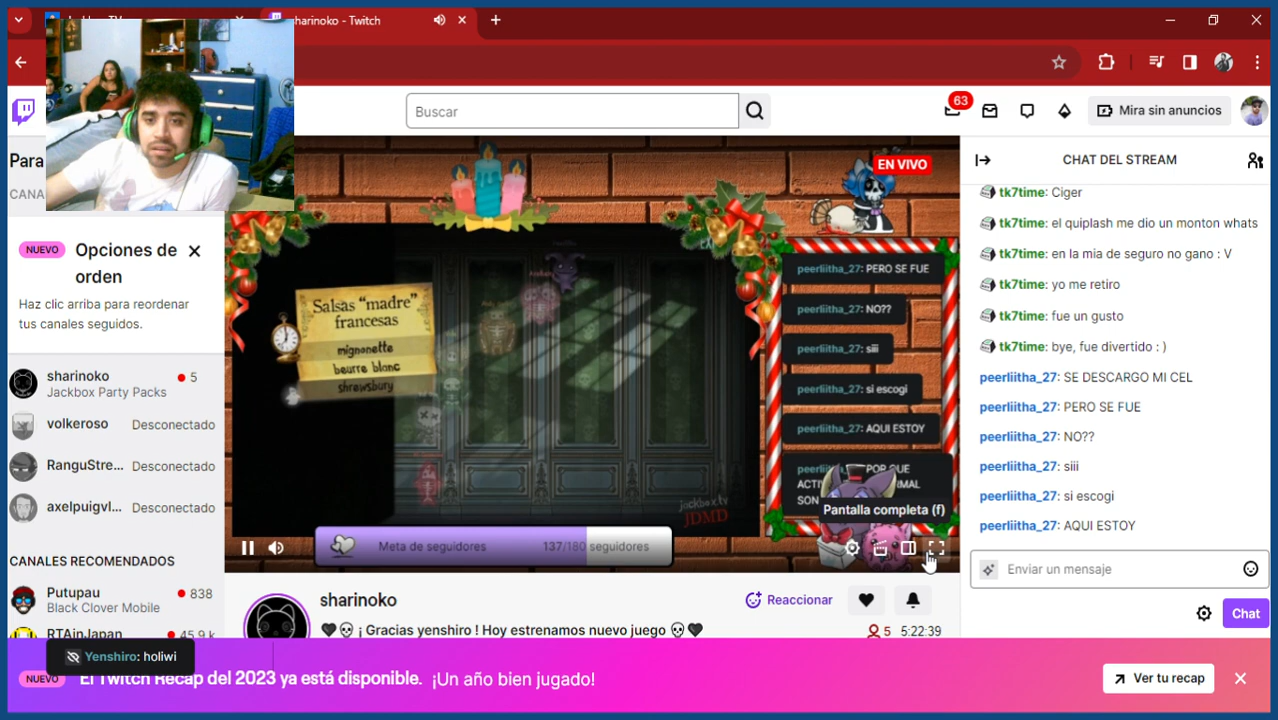 sharinoko - Twitch
Buscar
63
Mira sin anuncios
Para
CANA
NUEVO
Opciones de
orden
Haz clic arriba para reordenar
tus canales seguidos.
sharinoko
5
Jackbox Party Packs
volkeroso
Desconectado
RanguStre...
Desconectado
axelpuigvl...
Desconectado
CANALES RECOMENDADOS
Putupau
838
Black Clover Mobile
RTAinJapan
45,9 k
EN VIVO
Salsas "madre"
francesas
mignonette
beurre blanc
shrewsbury
peerliitha_27: PERO SE FUE
peerliitha_27: NO??
peerliitha_27: siii
peerliitha_27: si escogi
peerliitha_27: AQUI ESTOY
jackbox.tv
JDMD
Pantalla completa (f)
Meta de seguidores
137/180 seguidores
sharinoko
Reaccionar
¡ Gracias yenshiro ! Hoy estrenamos nuevo juego
5
5:22:39
CHAT DEL STREAM
tk7time: Ciger
tk7time: el quiplash me dio un monton whats
tk7time: en la mia de seguro no gano : V
tk7time: yo me retiro
tk7time: fue un gusto
tk7time: bye, fue divertido : )
peerliitha_27: SE DESCARGO MI CEL
peerliitha_27: PERO SE FUE
peerliitha_27: NO??
peerliitha_27: siii
peerliitha_27: si escogi
peerliitha_27: AQUI ESTOY
Enviar un mensaje
Chat
Yenshiro: holiwi
NUEVO
El Twitch Recap del 2023 ya está disponible.
¡Un año bien jugado!
Ver tu recap